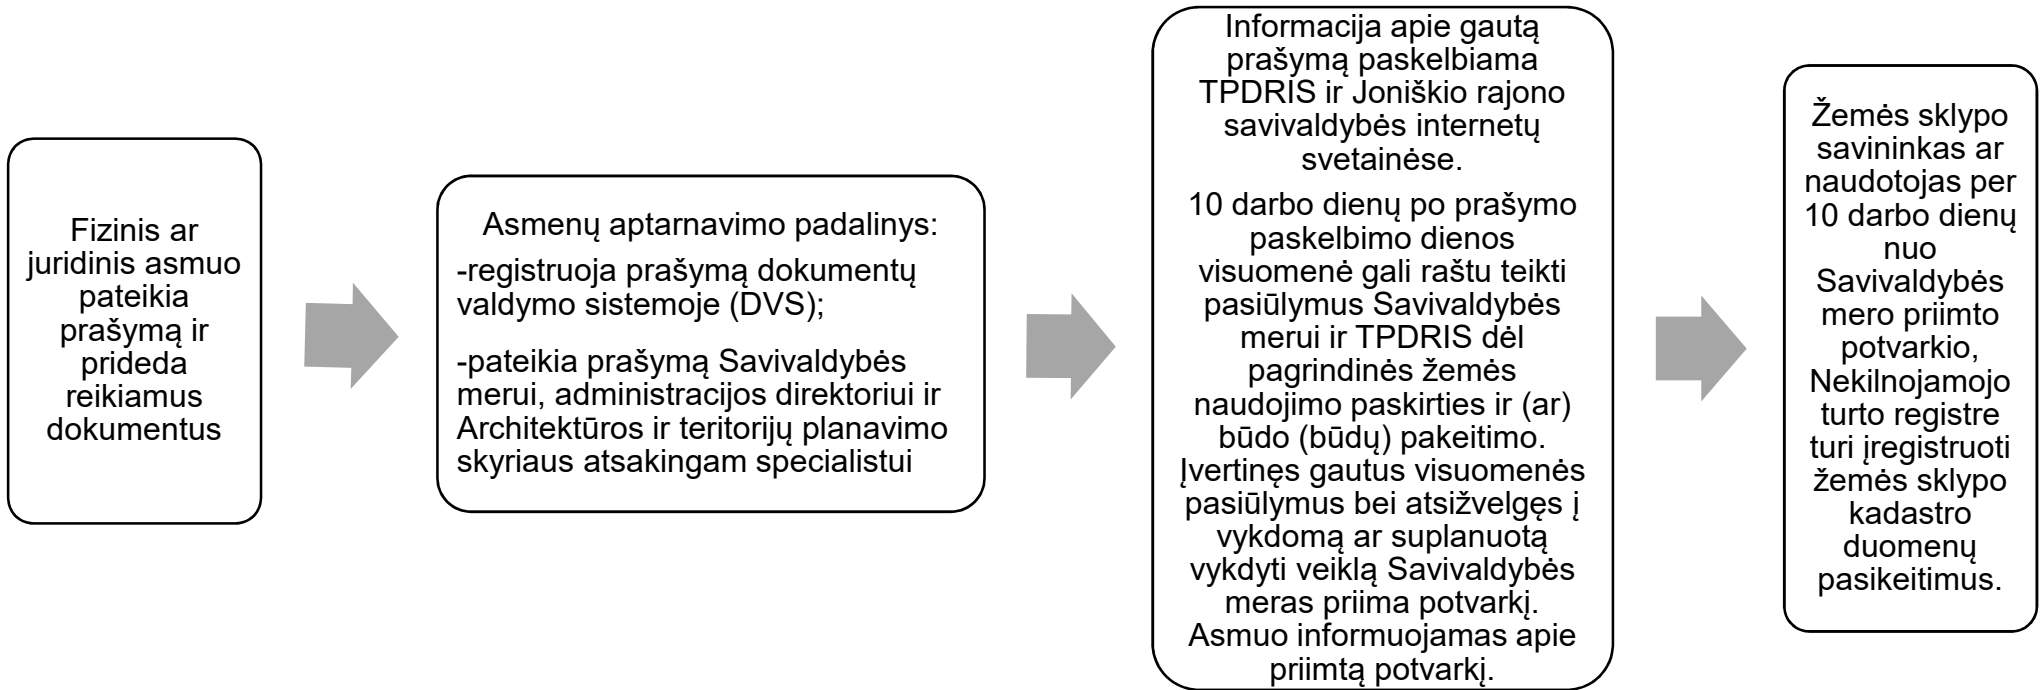 Fizinis ar
juridinis asmuo
pateikia
prašymą ir
prideda
reikiamus
dokumentus
Asmenų aptarnavimo padalinys:
-registruoja prašymą dokumentų
valdymo sistemoje (DVS);
-pateikia prašymą Savivaldybės
merui, administracijos direktoriui ir
Architektūros ir teritorijų planavimo
skyriaus atsakingam specialistui
Informacija apie gautą
prašymą paskelbiama
TPDRIS ir Joniškio rajono
savivaldybės internetų
svetainėse.
10 darbo dienų po prašymo
paskelbimo dienos
visuomenė gali raštu teikti
pasiūlymus Savivaldybės
merui ir TPDRIS dėl
pagrindinės žemės
naudojimo paskirties ir (ar)
būdo (būdų) pakeitimo.
Įvertinęs gautus visuomenės
pasiūlymus bei atsižvelgęs į
vykdomą ar suplanuotą
vykdyti veiklą Savivaldybės
meras priima potvarkį.
Asmuo informuojamas apie
priimtą potvarkį.
Žemės sklypo
savininkas ar
naudotojas per
10 darbo dienų
nuo
Savivaldybės
mero priimto
potvarkio,
Nekilnojamojo
turto registre
turi įregistruoti
žemės sklypo
kadastro
duomenų
pasikeitimus.